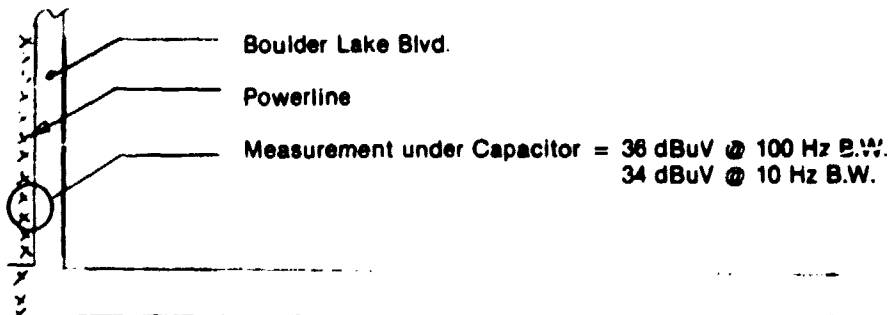 Boulder Lake Blvd.
Powerline
Measurement under Capacitor = 36 dBuV @ 100 Hz B.W.
34 dBuV @ 10 Hz B.W.